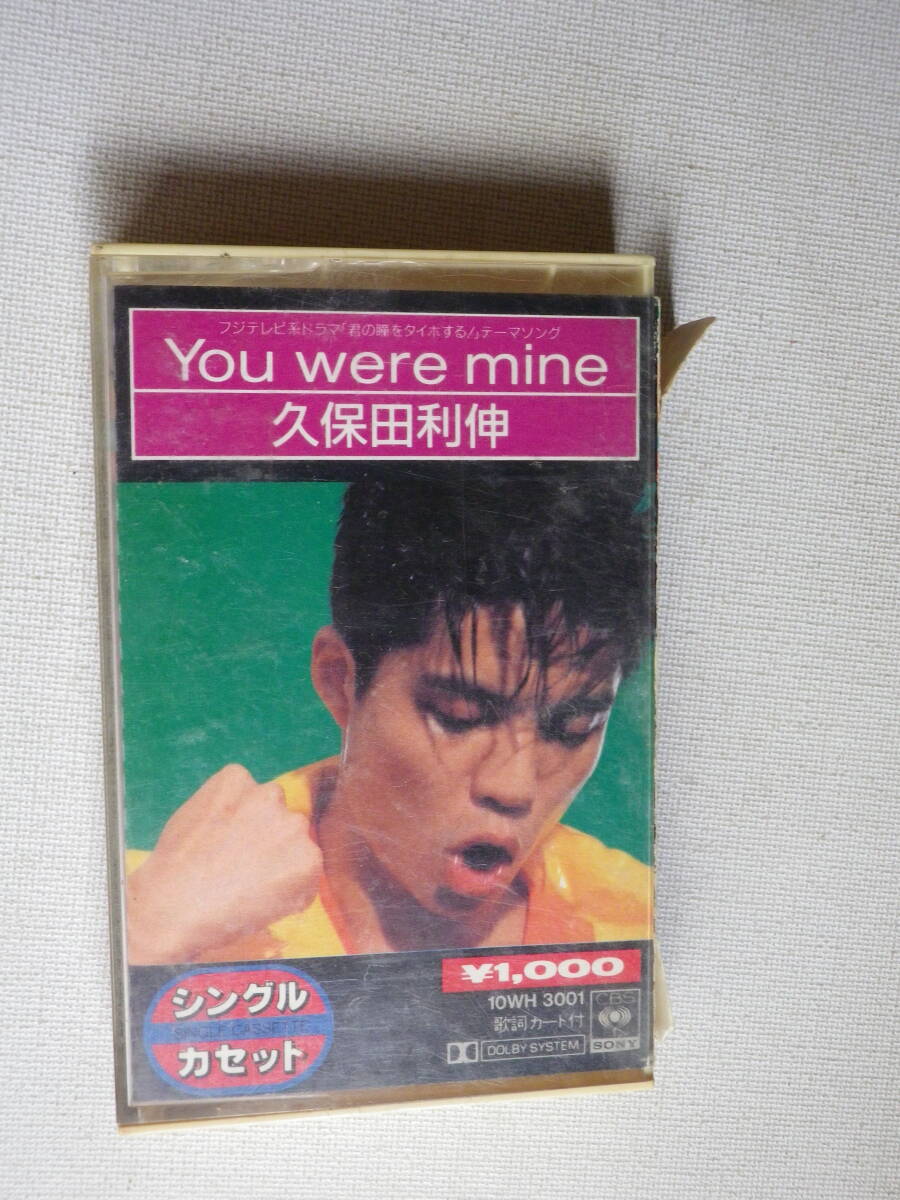 フジテレビ系ドラマ「君の瞳をタイホする!」テーマソング
You were mine
久保田利伸
¥1,000
10WH 3001
歌詞カード付
DOLBY SYSTEM
CBS
SONY
シングル
SINGLE CASSETTE
カセット